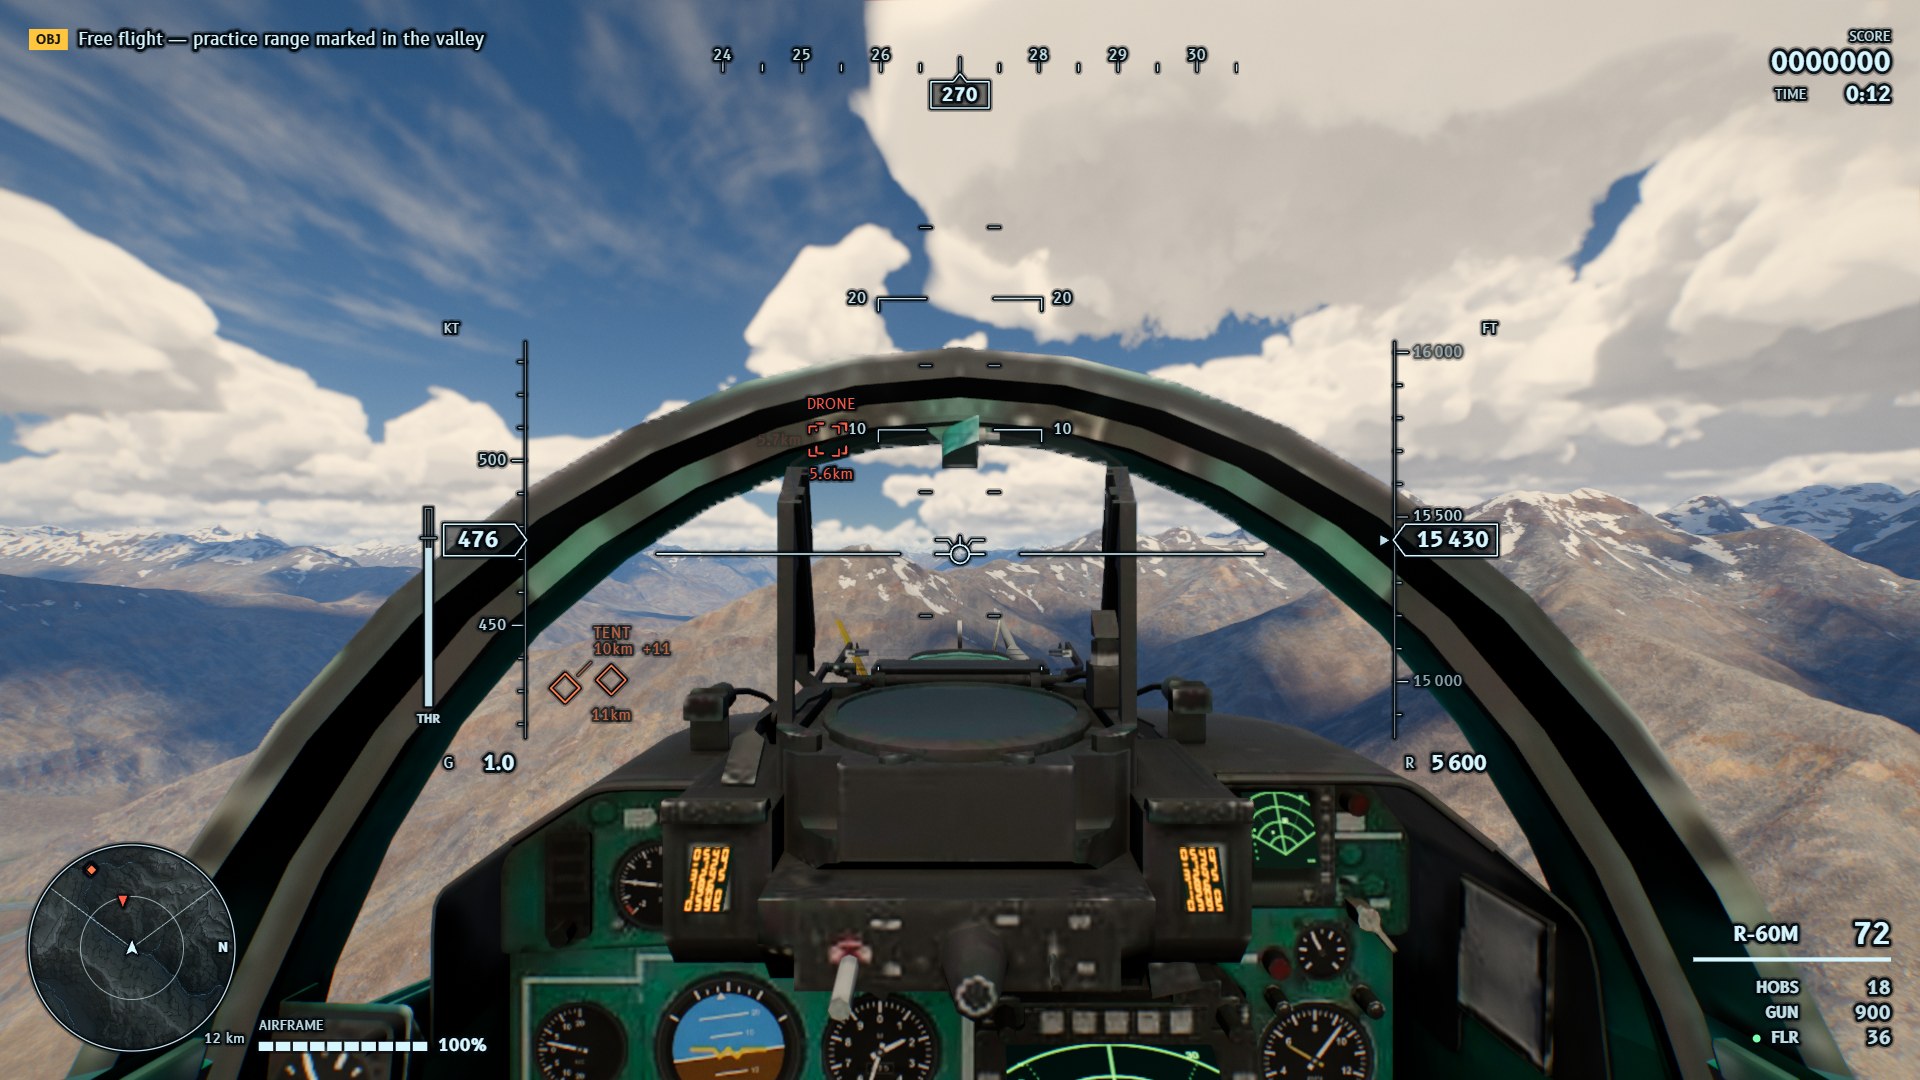 OBJ Free flight — practice range marked in the valley
24 25 26 28 29 30
270
SCORE
0000000
TIME 0:12
20 20
KT
FT
16 000
DRONE
10 10
5.6km
500
15 500
476
15 430
450
TENT
10km +11
15 000
11km
THR
G 1.0
R 5 600
N
12 km
AIRFRAME
100%
R-60M 72
HOBS 18
GUN 900
FLR 36